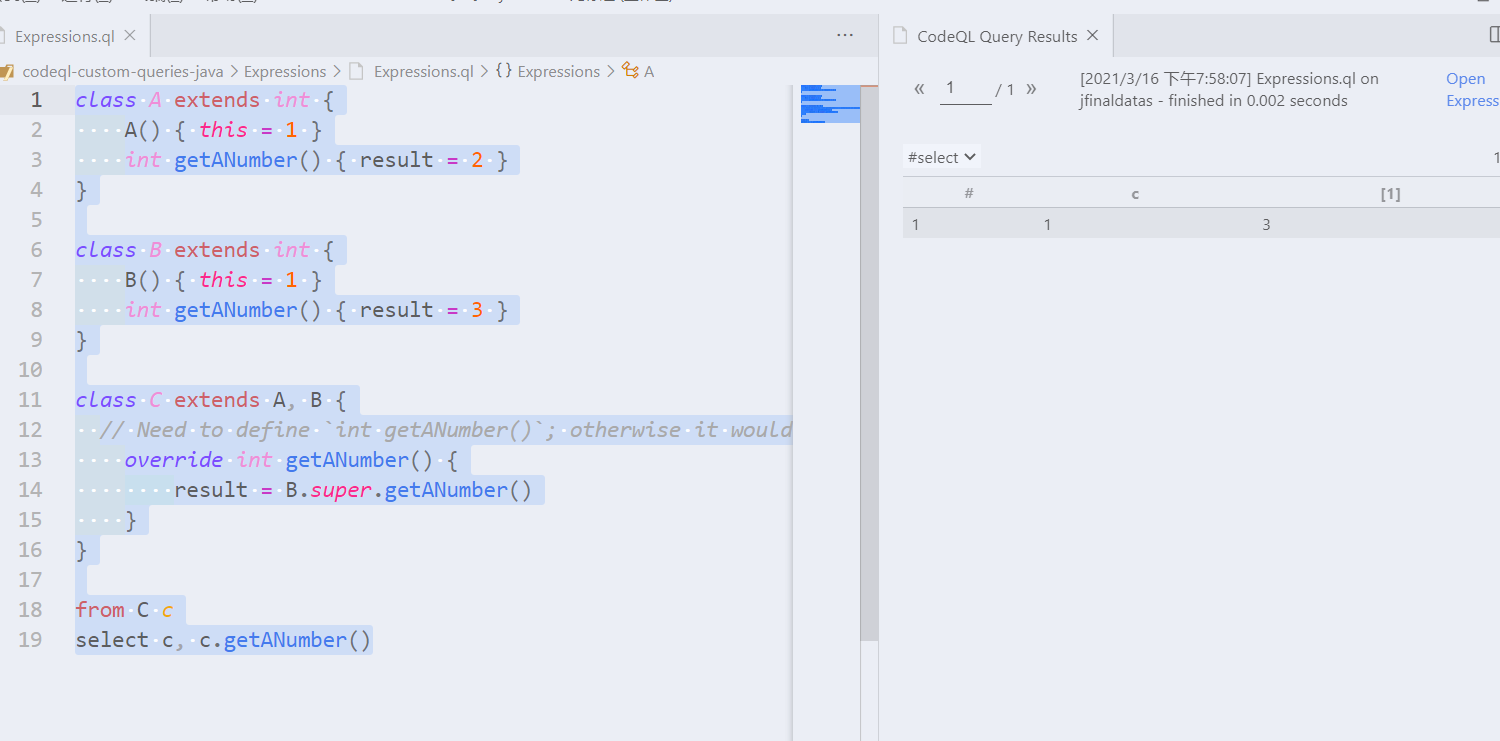 Expressions.ql
codeql-custom-queries-java > Expressions > Expressions.ql > {} Expressions > A
1 class A extends int {
2     A() { this = 1 }
3     int getANumber() { result = 2 }
4 }
5
6 class B extends int {
7     B() { this = 1 }
8     int getANumber() { result = 3 }
9 }
10
11 class C extends A, B {
12   // Need to define `int getANumber()`; otherwise it would
13     override int getANumber() {
14         result = B.super.getANumber()
15     }
16 }
17
18 from C c
19 select c, c.getANumber()
CodeQL Query Results
« 1 / 1 »
[2021/3/16 下午7:58:07] Expressions.ql on
jfinaldatas - finished in 0.002 seconds
Open
Express
#select
1
# c [1]
1 1 3